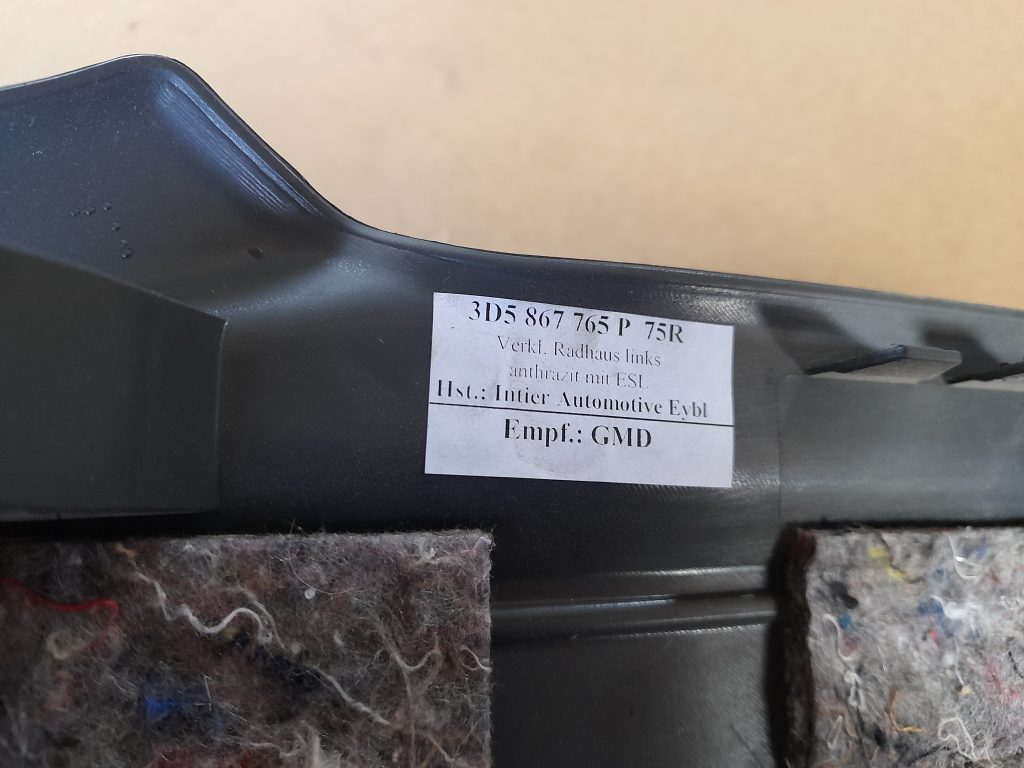 3D5 867 765 P 75R
Verkl. Radhaus links
anthrazit mit ESL
Hst.: Intier Automotive Eybl
Empf.: GMD